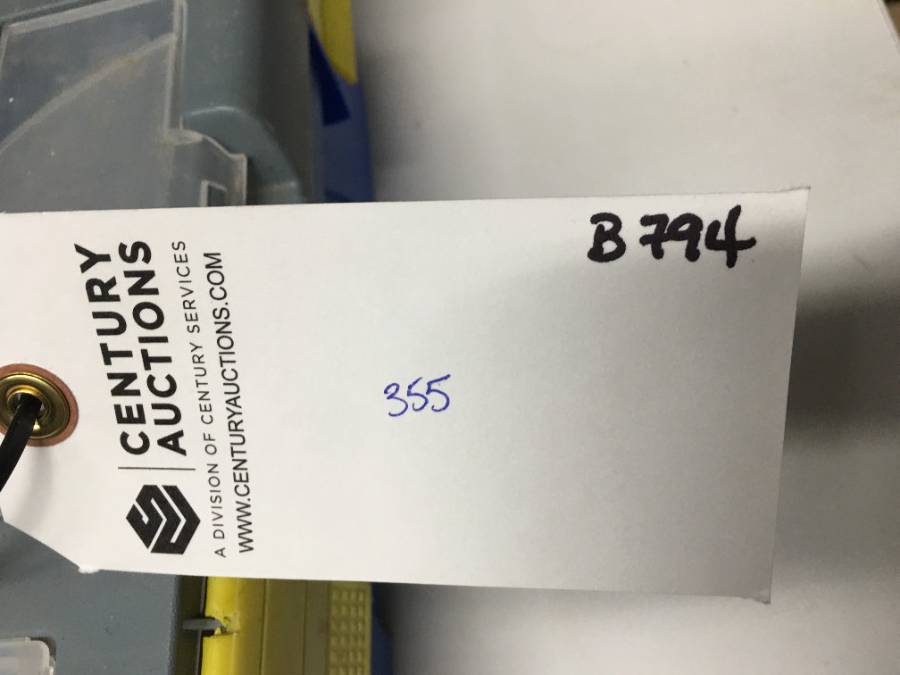 CENTURY
AUCTIONS
A DIVISION OF CENTURY SERVICES
WWW.CENTURYAUCTIONS.COM
355
B794